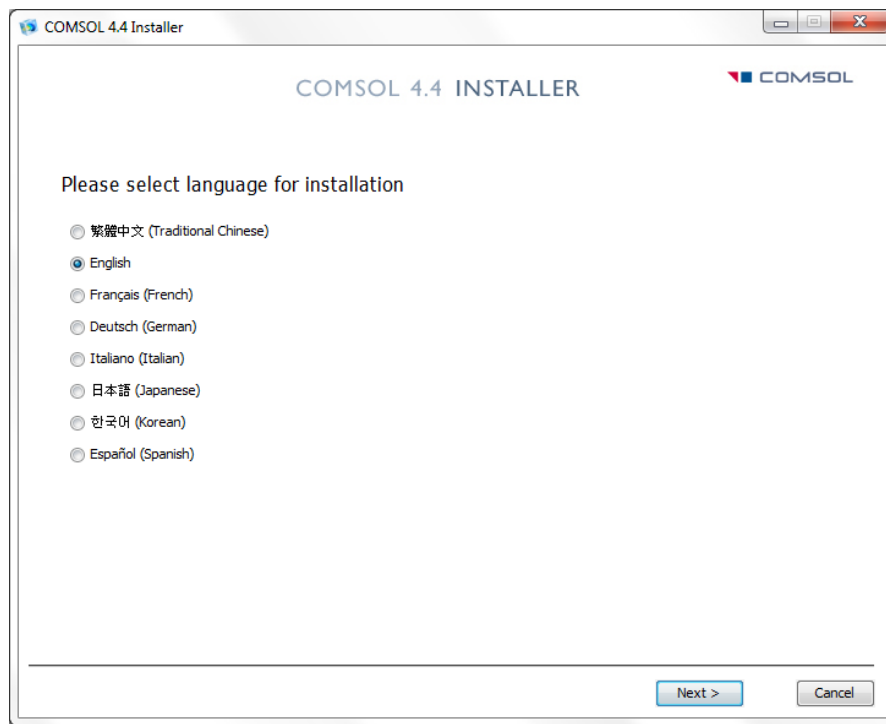 COMSOL 4.4 Installer
COMSOL 4.4 INSTALLER
COMSOL
Please select language for installation
繁體中文 (Traditional Chinese)
English
Français (French)
Deutsch (German)
Italiano (Italian)
日本語 (Japanese)
한국어 (Korean)
Español (Spanish)
Next >
Cancel